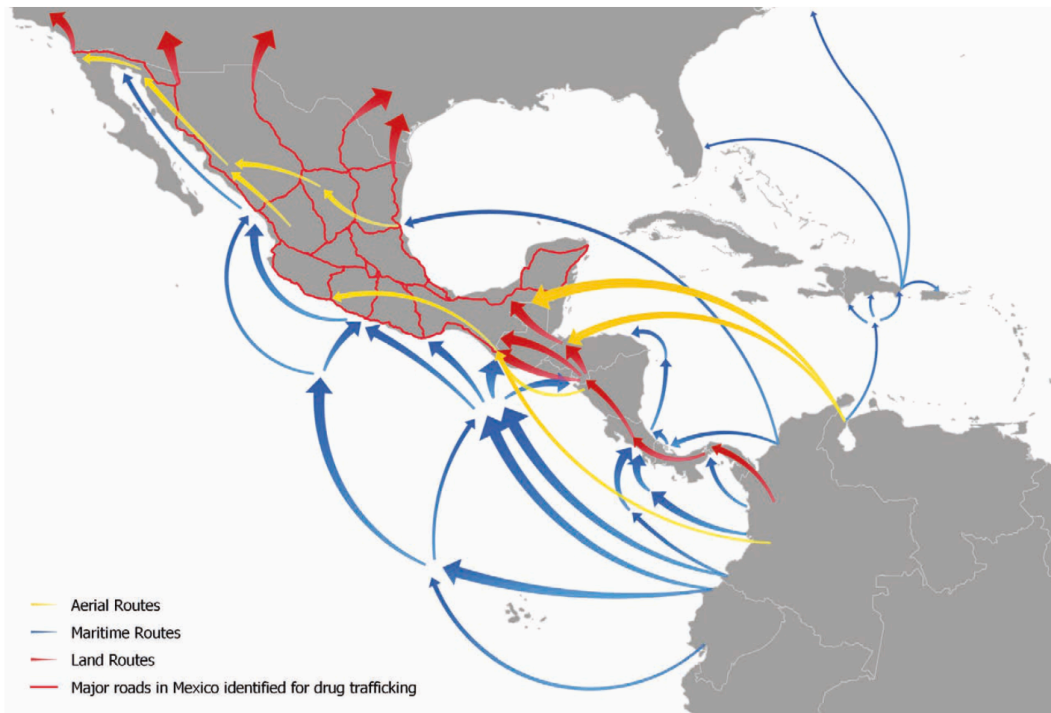 Aerial Routes
Maritime Routes
Land Routes
Major roads in Mexico identified for drug trafficking